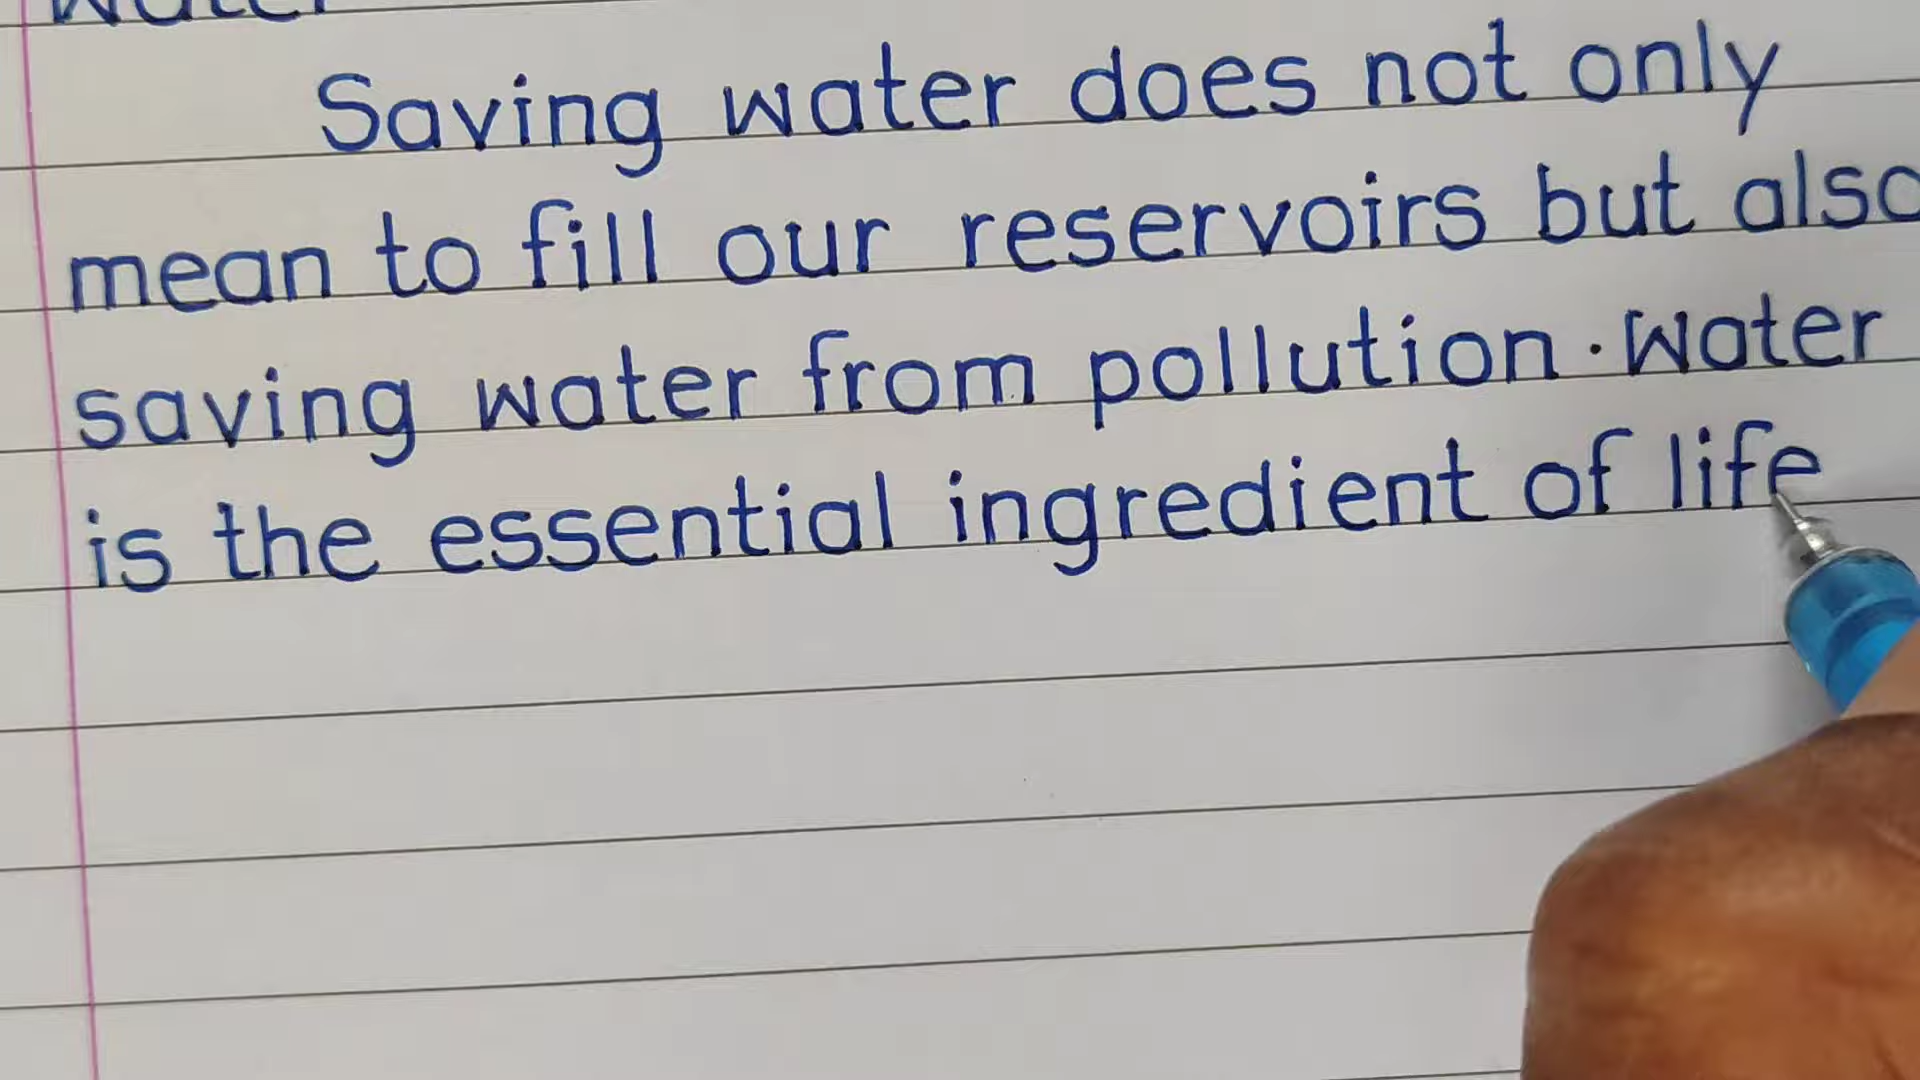 water
Saving water does not only
mean to fill our reservoirs but also
saving water from pollution. Water
is the essential ingredient of life